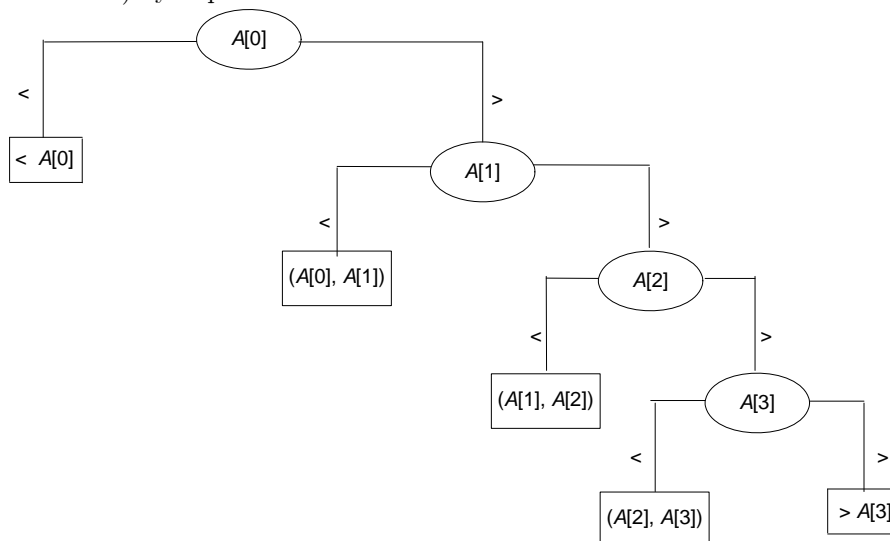 A[0]
<
>
< A[0]
A[1]
<
>
(A[0], A[1])
A[2]
<
>
(A[1], A[2])
A[3]
<
>
(A[2], A[3])
> A[3]